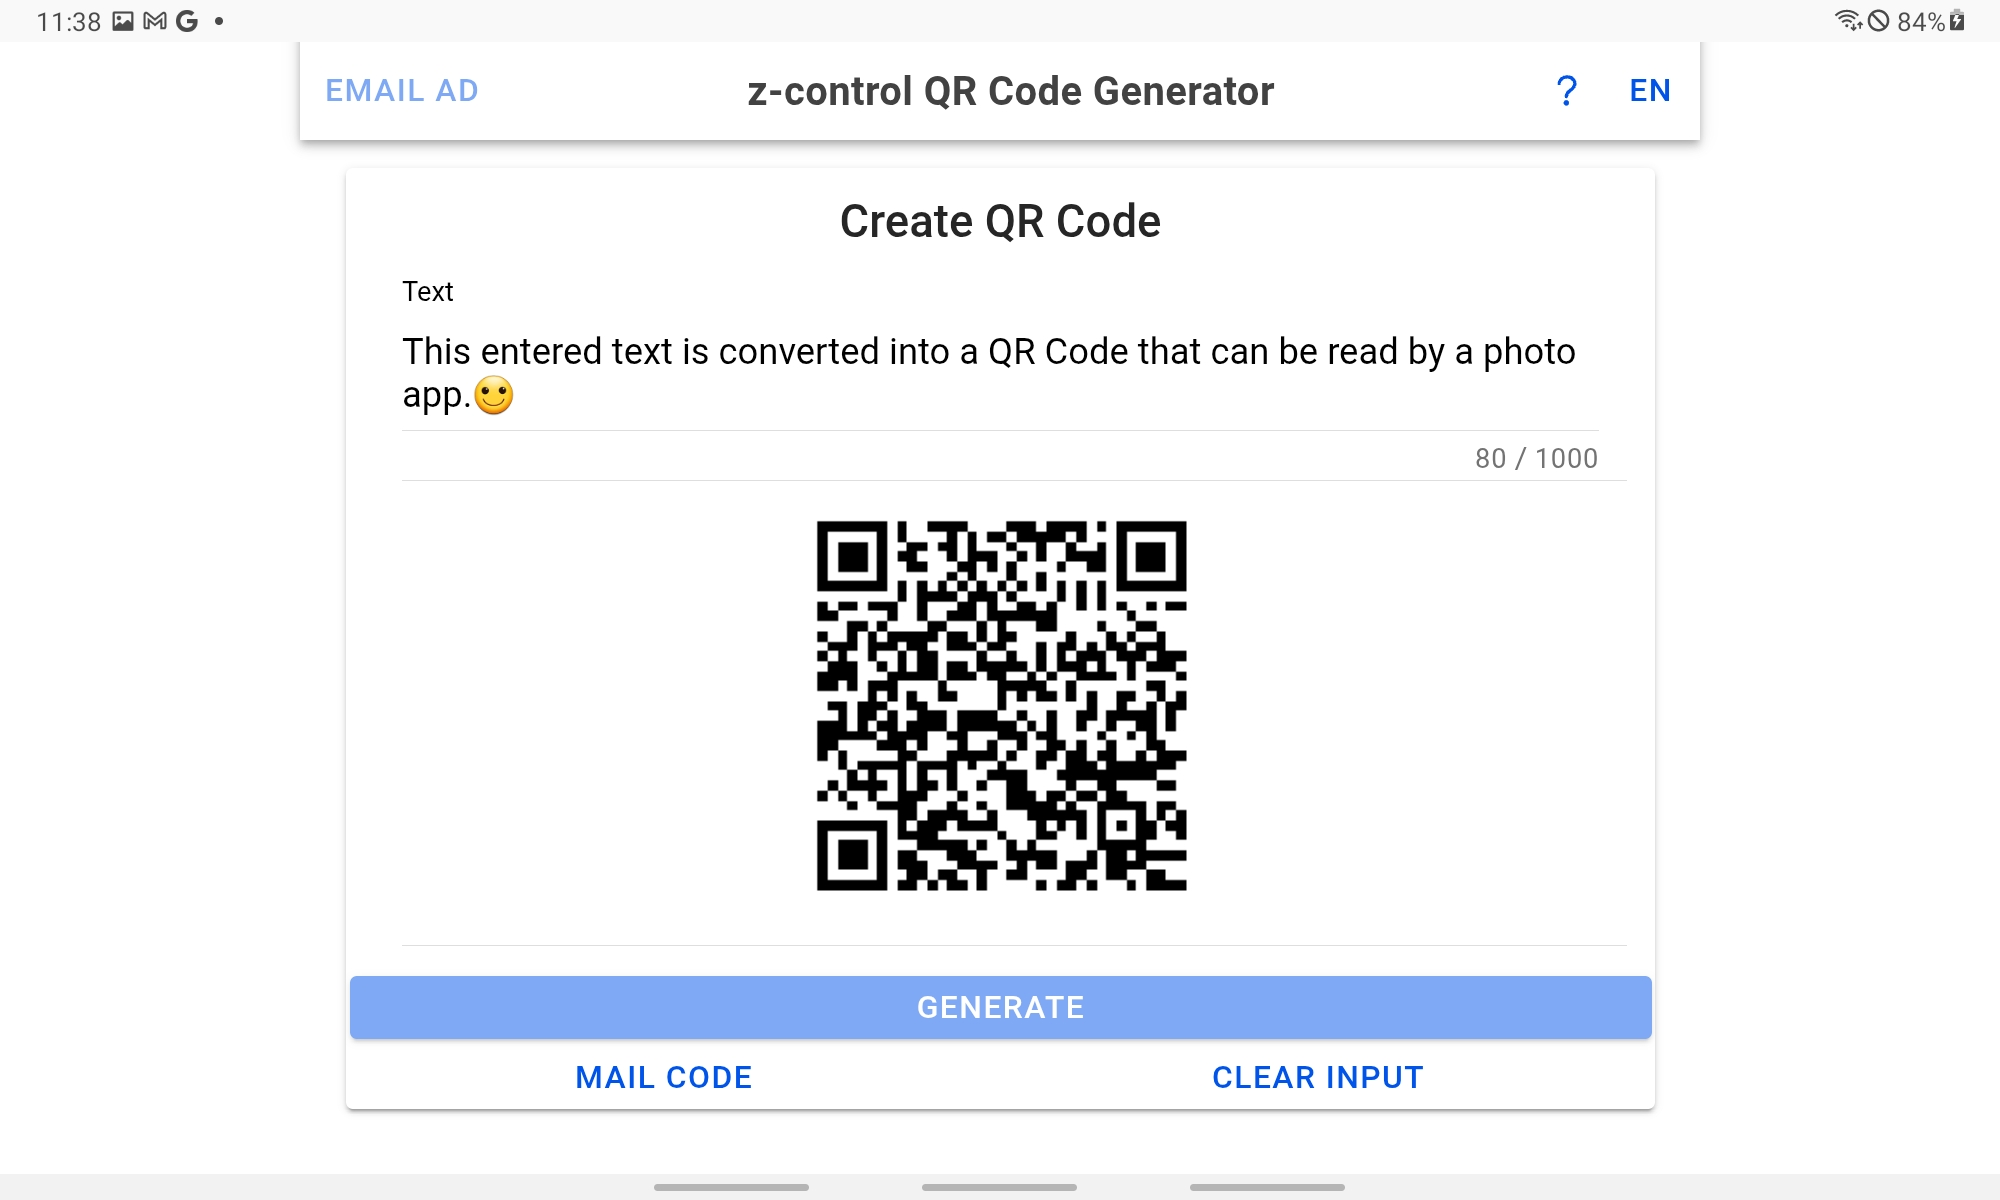 11:38 84%
EMAIL AD z-control QR Code Generator ? EN
Create QR Code
Text
This entered text is converted into a QR Code that can be read by a photo
app.🙂
80 / 1000
GENERATE
MAIL CODE CLEAR INPUT